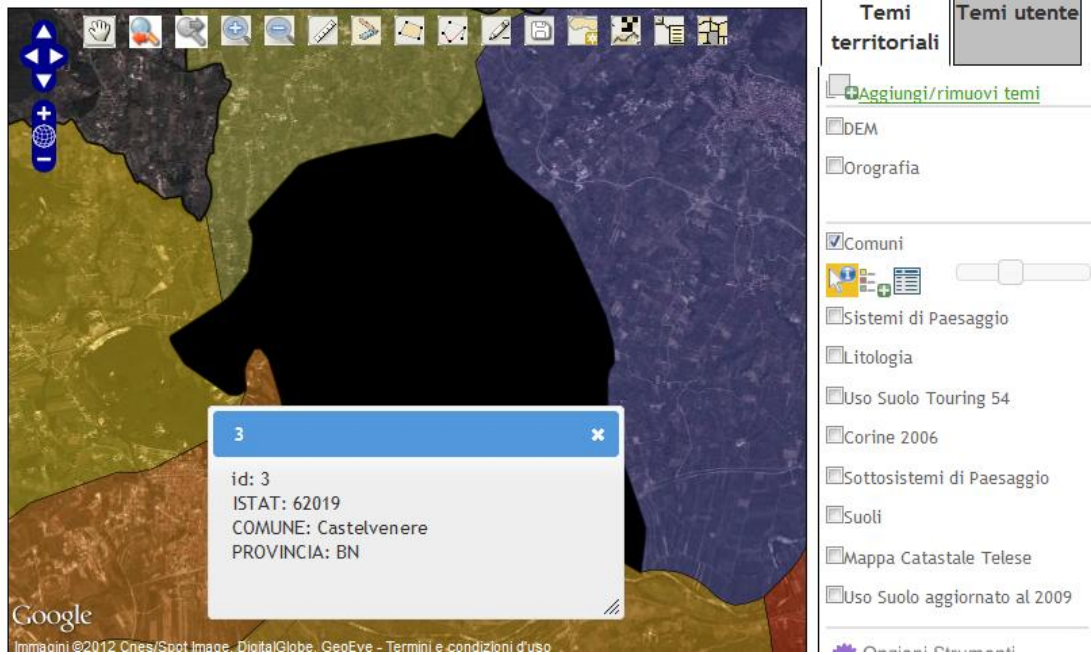 Temi
territoriali
Temi utente
Aggiungi/rimuovi temi
DEM
Orografia
Comuni
Sistemi di Paesaggio
Litologia
Uso Suolo Touring 54
Corine 2006
Sottosistemi di Paesaggio
Suoli
Mappa Catastale Telese
Uso Suolo aggiornato al 2009
Opzioni Strumenti
3
id: 3
ISTAT: 62019
COMUNE: Castelvenere
PROVINCIA: BN
Google
Immagini ©2012 Cnes/Spot Image, DigitalGlobe, GeoEye - Termini e condizioni d'uso